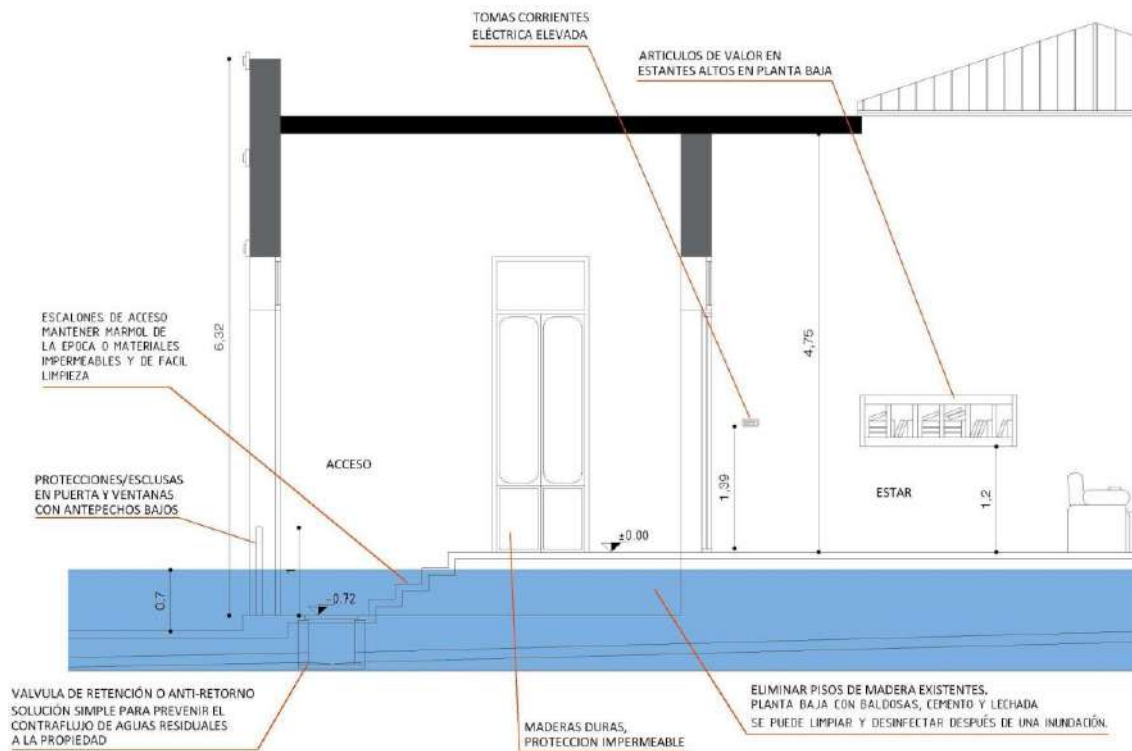 TOMAS CORRIENTES
ELÉCTRICA ELEVADA
ARTICULOS DE VALOR EN
ESTANTES ALTOS EN PLANTA BAJA
ESCALONES DE ACCESO
MANTENER MARMOL DE
LA EPOCA O MATERIALES
IMPERMEABLES Y DE FACIL
LIMPIEZA
6,32
4,75
ACCESO
1,39
PROTECCIONES/ESCLUSAS
EN PUERTA Y VENTANAS
CON ANTEPECHOS BAJOS
ESTAR
1,2
±0.00
1
0,7
-0.72
VALVULA DE RETENCIÓN O ANTI-RETORNO
SOLUCIÓN SIMPLE PARA PREVENIR EL
CONTRAFLUJO DE AGUAS RESIDUALES
A LA PROPIEDAD
MADERAS DURAS,
PROTECCION IMPERMEABLE
ELIMINAR PISOS DE MADERA EXISTENTES.
PLANTA BAJA CON BALDOSAS, CEMENTO Y LECHADA
SE PUEDE LIMPIAR Y DESINFECTAR DESPUÉS DE UNA INUNDACIÓN.